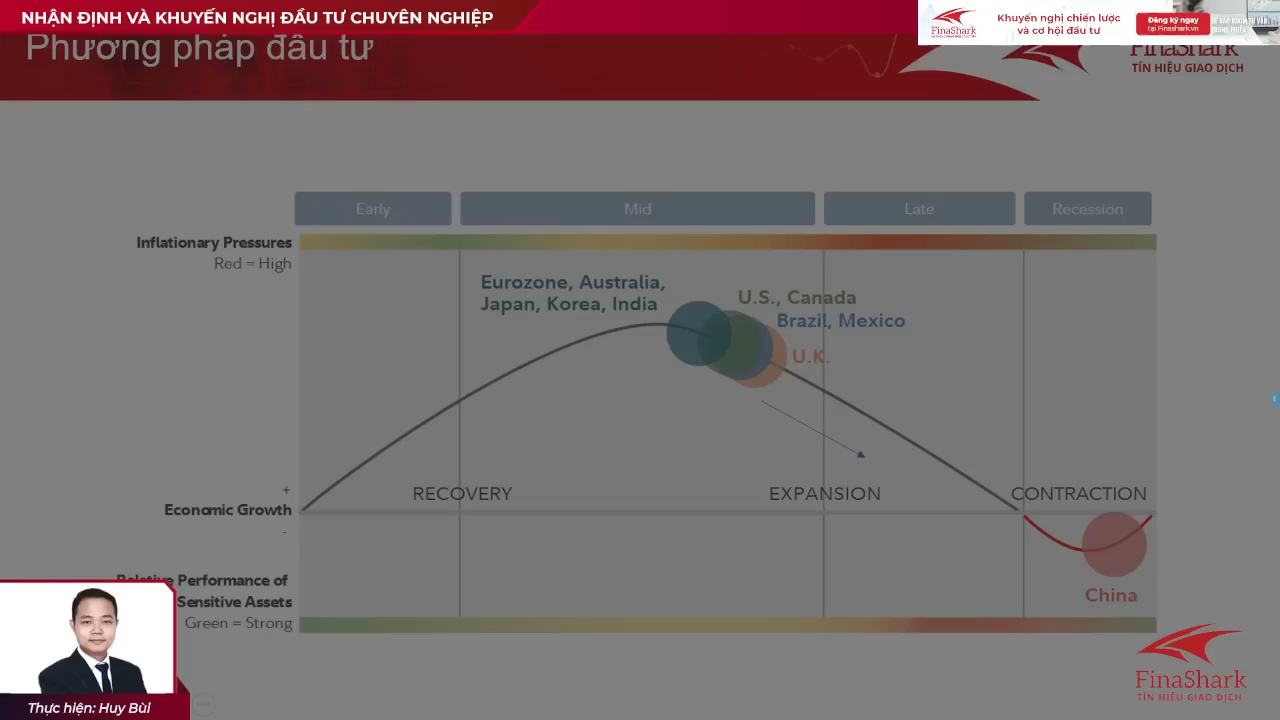 NHẬN ĐỊNH VÀ KHUYẾN NGHỊ ĐẦU TƯ CHUYÊN NGHIỆP
Phương pháp đầu tư
FinaShark
Khuyến nghị chiến lược
và cơ hội đầu tư
Đăng ký ngay
tại Finashark.vn
FinaShark
TÍN HIỆU GIAO DỊCH
Early
Mid
Late
Recession
Inflationary Pressures
Red = High
Eurozone, Australia,
Japan, Korea, India
U.S., Canada
Brazil, Mexico
U.K.
+
Economic Growth
-
RECOVERY
EXPANSION
CONTRACTION
Relative Performance of
Sensitive Assets
Green = Strong
China
FinaShark
TÍN HIỆU GIAO DỊCH
Thực hiện: Huy Bùi